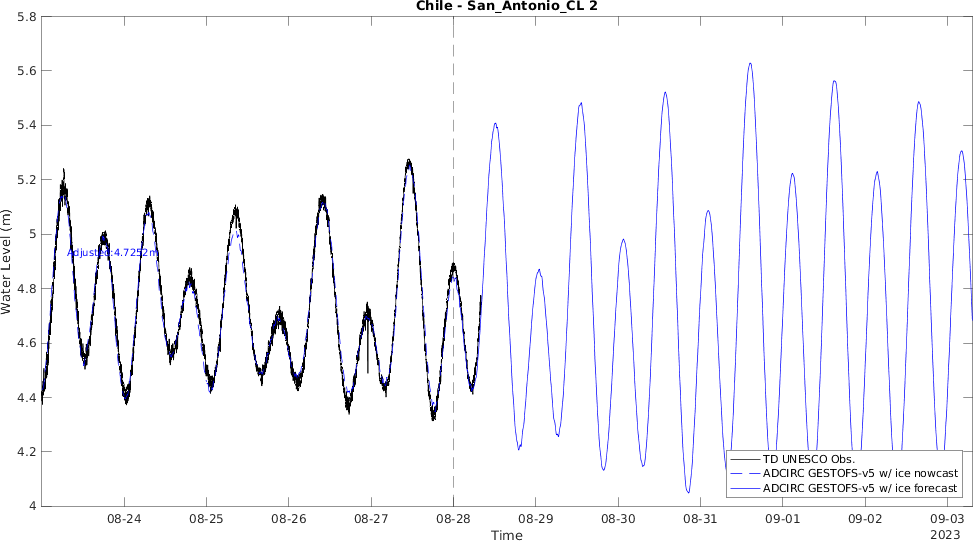 Chile - San_Antonio_CL 2
5.8
5.6
5.4
5.2
5
4.8
4.6
4.4
4.2
4
Water Level (m)
Adjusted:4.7252m
TD UNESCO Obs.
ADCIRC GESTOFS-v5 w/ ice nowcast
ADCIRC GESTOFS-v5 w/ ice forecast
08-24 08-25 08-26 08-27 08-28 08-29 08-30 08-31 09-01 09-02 09-03
Time
2023